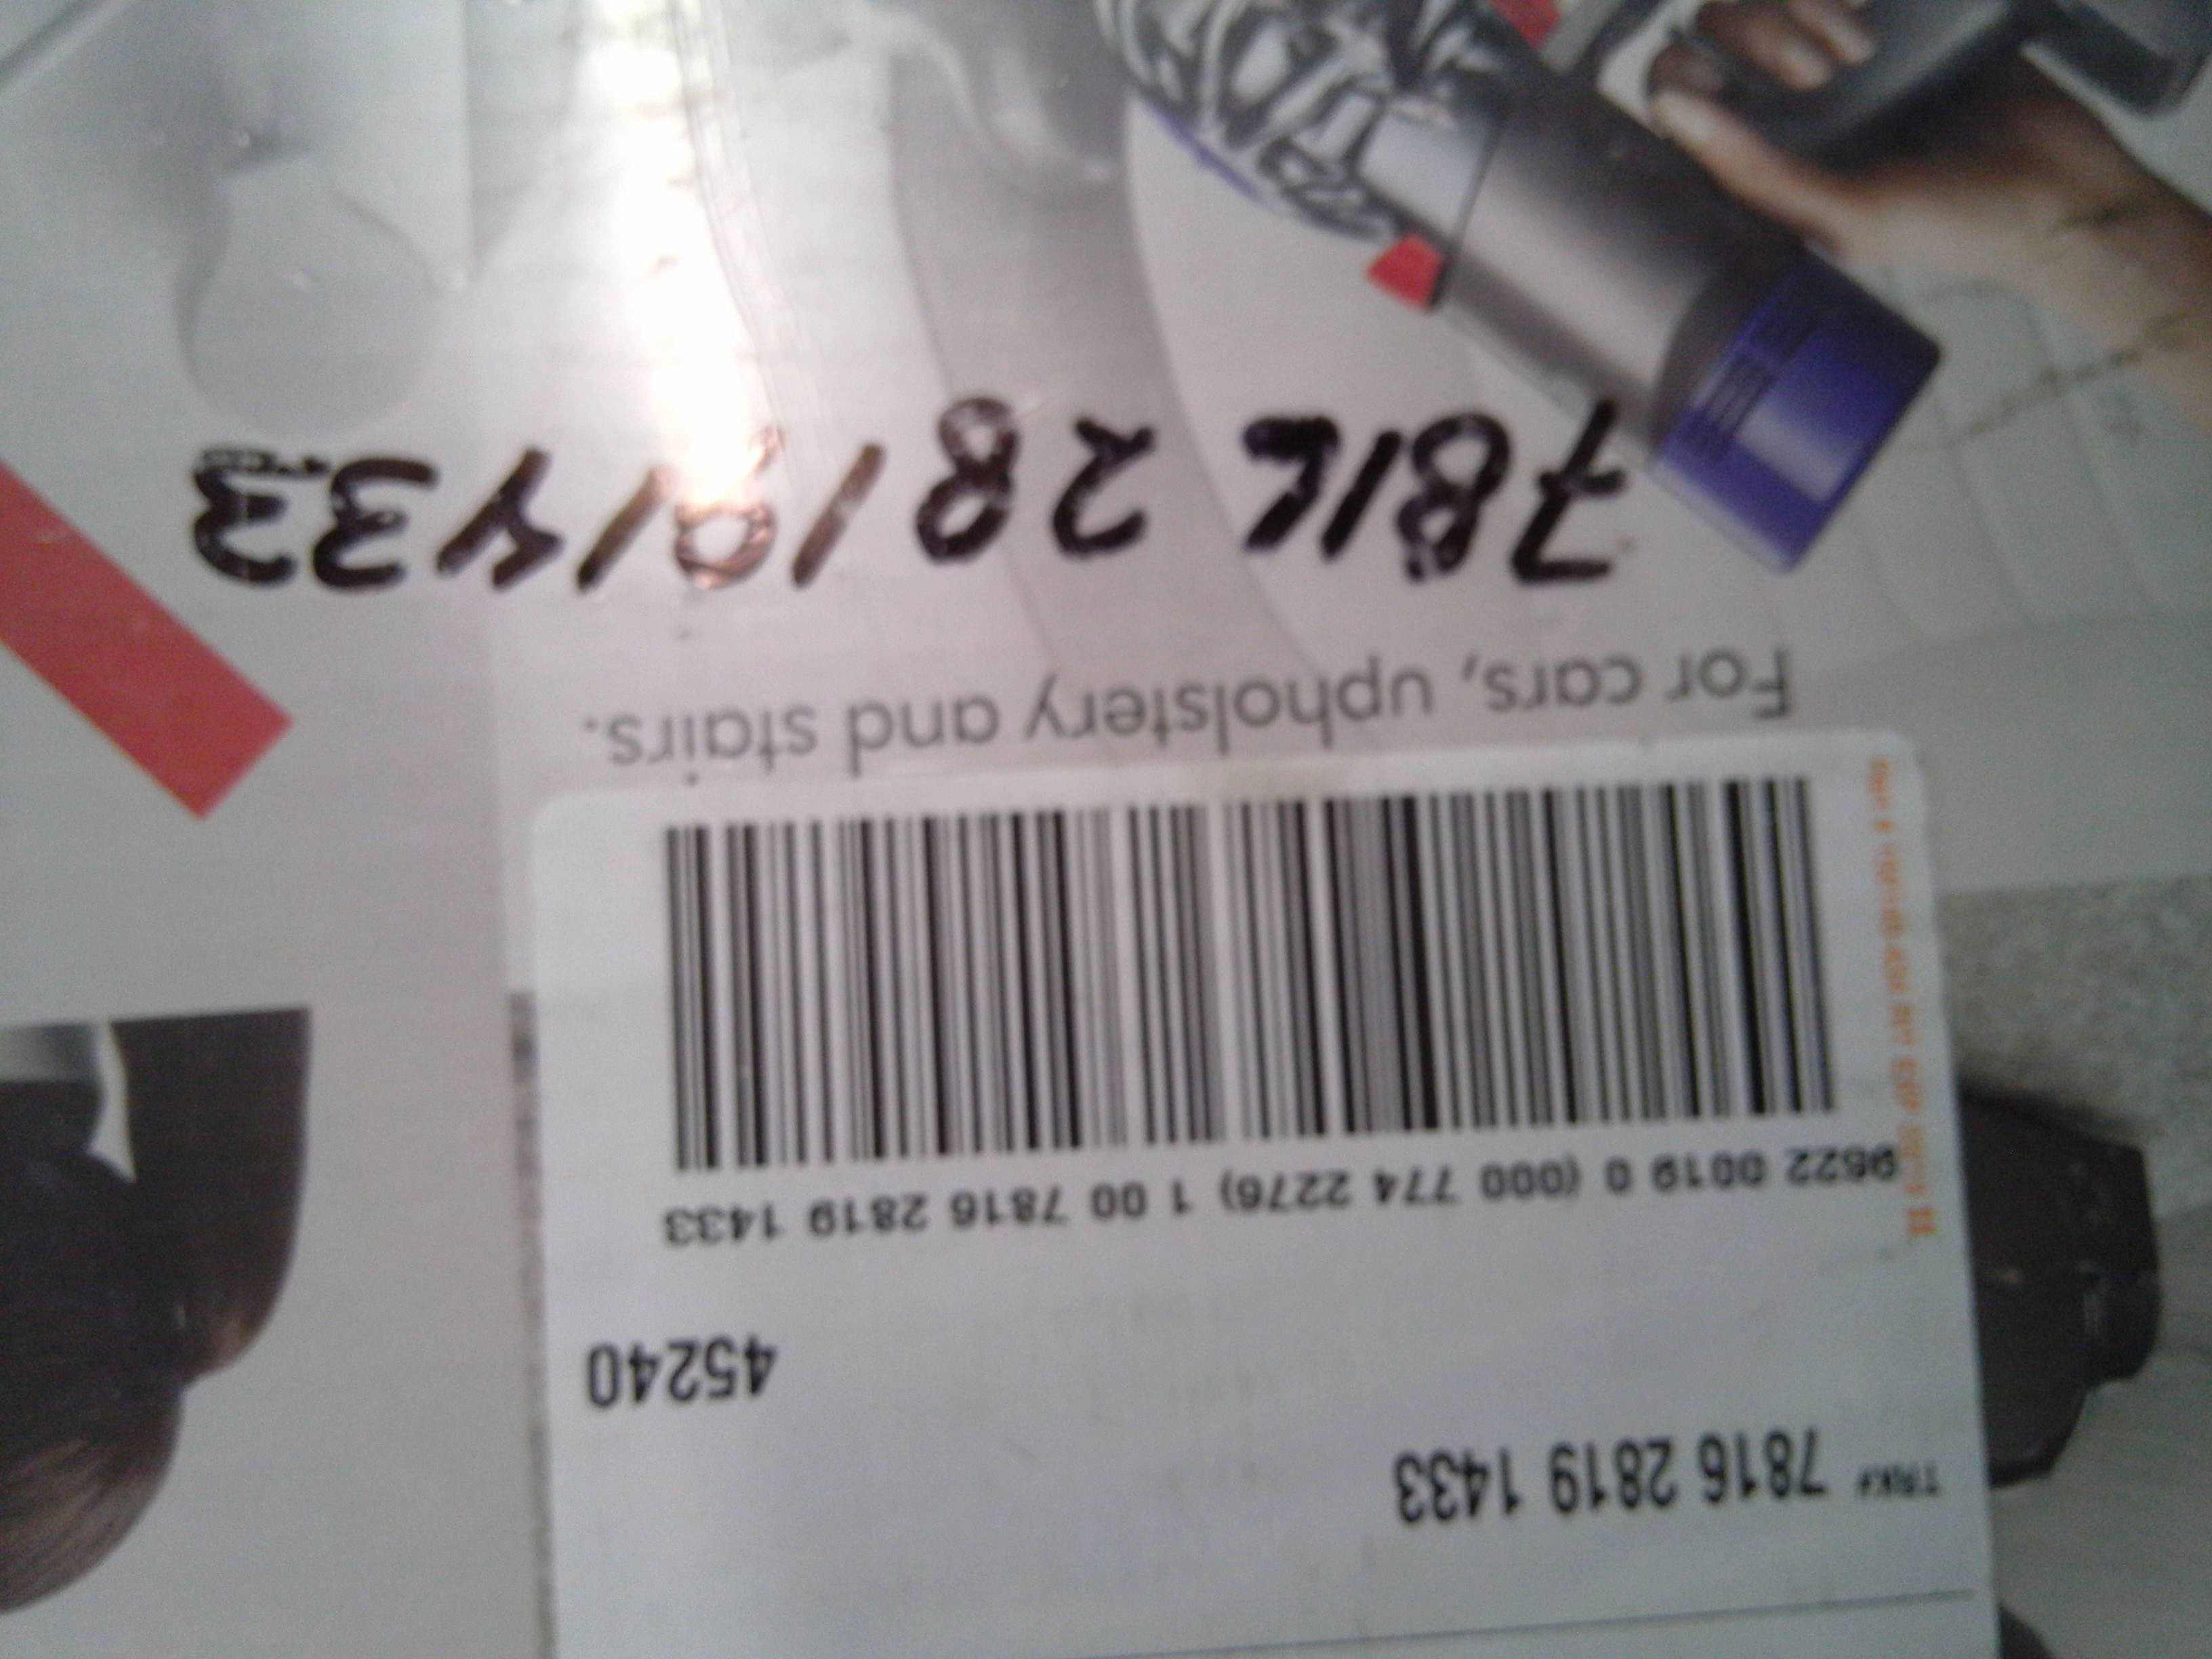 TRK# 7816 2819 1433
45240
9622 0019 0 (000 774 2276) 1 00 7816 2819 1433
For cars, upholstery and stairs.
7816 2819 1433